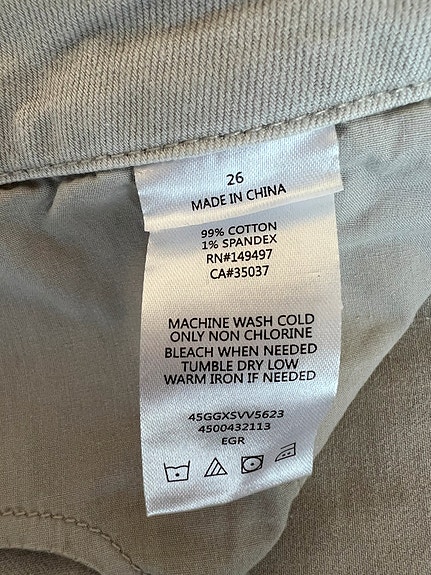 26
MADE IN CHINA
99% COTTON
1% SPANDEX
RN#149497
CA#35037
MACHINE WASH COLD
ONLY NON CHLORINE
BLEACH WHEN NEEDED
TUMBLE DRY LOW
WARM IRON IF NEEDED
45GGXSVV5623
4500432113
EGR